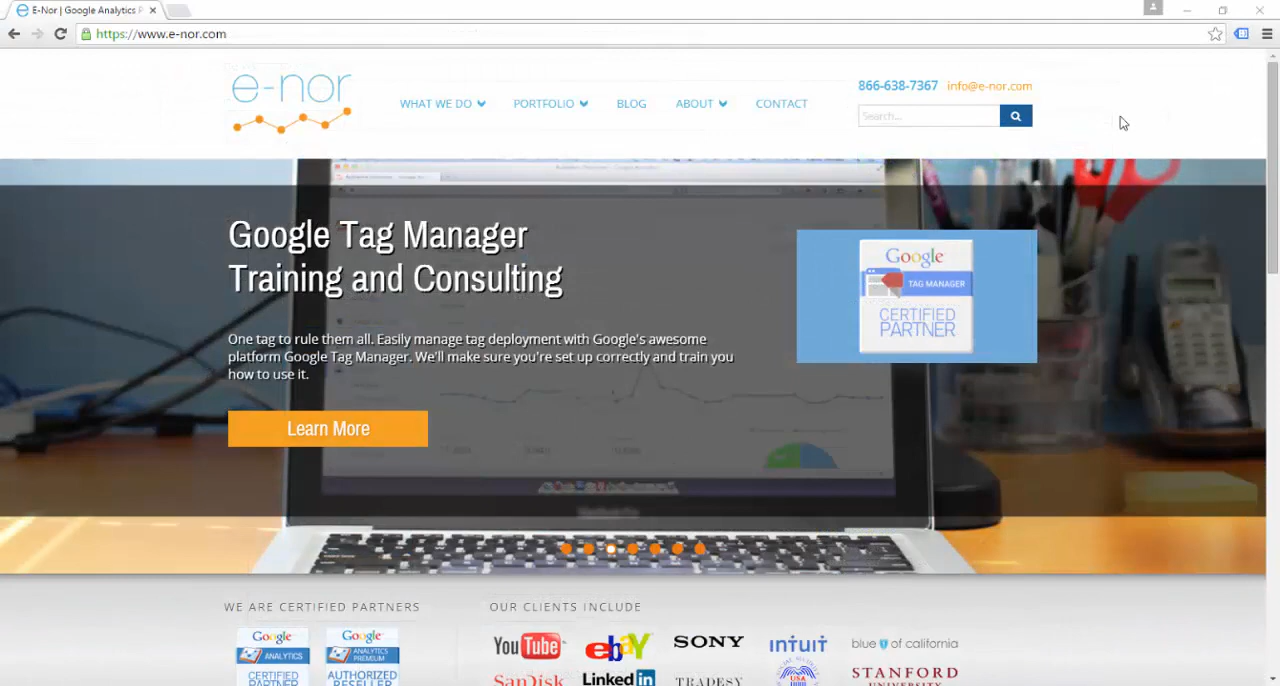 E-Nor | Google Analytics P
https://www.e-nor.com
e-nor
WHAT WE DO
PORTFOLIO
BLOG
ABOUT
CONTACT
866-638-7367 info@e-nor.com
Search...
Google Tag Manager
Training and Consulting
One tag to rule them all. Easily manage tag deployment with Google's awesome
platform Google Tag Manager. We'll make sure you're set up correctly and train you
how to use it.
Learn More
Google
TAG MANAGER
CERTIFIED
PARTNER
WE ARE CERTIFIED PARTNERS
Google
ANALYTICS
CERTIFIED
PARTNER
Google
ANALYTICS
PREMIUM
AUTHORIZED
RESELLER
OUR CLIENTS INCLUDE
YouTube
ebay
SONY
INTUIT
blue of california
SanDisk
LinkedIn
TRADESY
USA
STANFORD
UNIVERSITY